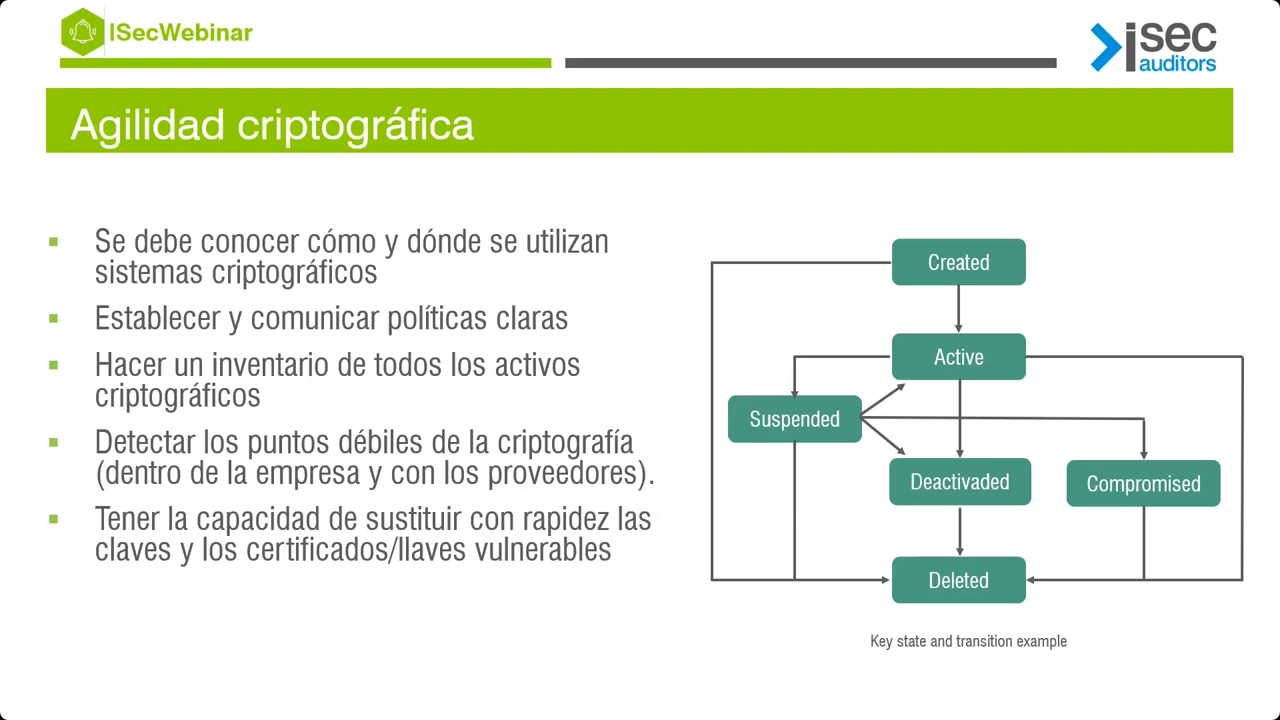 ISecWebinar
isec
auditors
Agilidad criptográfica
▪ Se debe conocer cómo y dónde se utilizan
sistemas criptográficos
▪ Establecer y comunicar políticas claras
▪ Hacer un inventario de todos los activos
criptográficos
▪ Detectar los puntos débiles de la criptografía
(dentro de la empresa y con los proveedores).
▪ Tener la capacidad de sustituir con rapidez las
claves y los certificados/llaves vulnerables
Created
Active
Suspended
Deactivaded
Compromised
Deleted
Key state and transition example